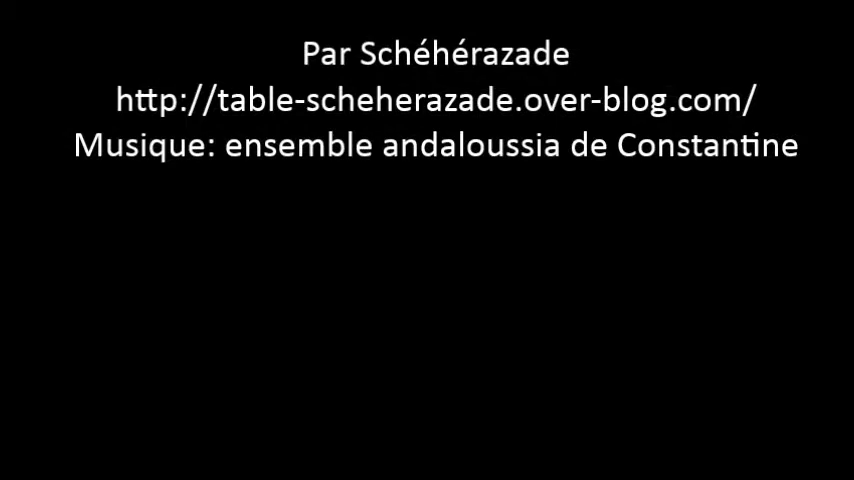 Par Schéhérazade
http://table-scheherazade.over-blog.com/
Musique: ensemble andaloussia de Constantine